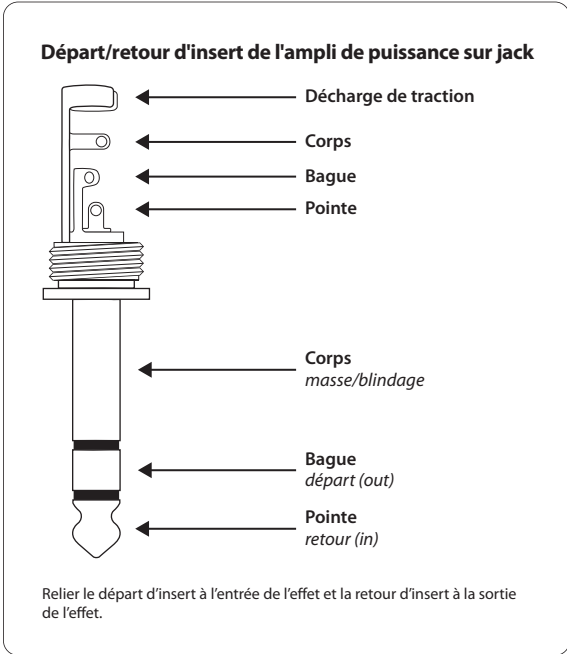 Départ/retour d'insert de l'ampli de puissance sur jack
Décharge de traction
Corps
Bague
Pointe
Corps
masse/blindage
Bague
départ (out)
Pointe
retour (in)
Relier le départ d’insert à l’entrée de l’effet et la retour d’insert à la sortie
de l’effet.